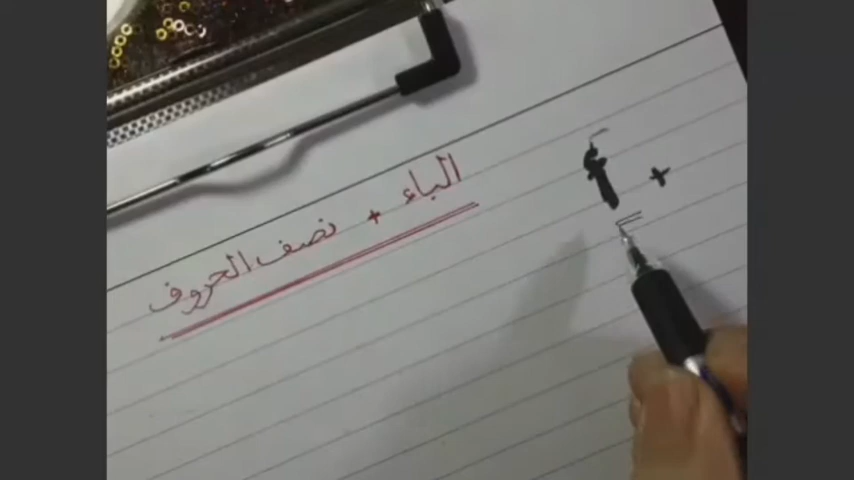 الباء + نصف الحروف
+